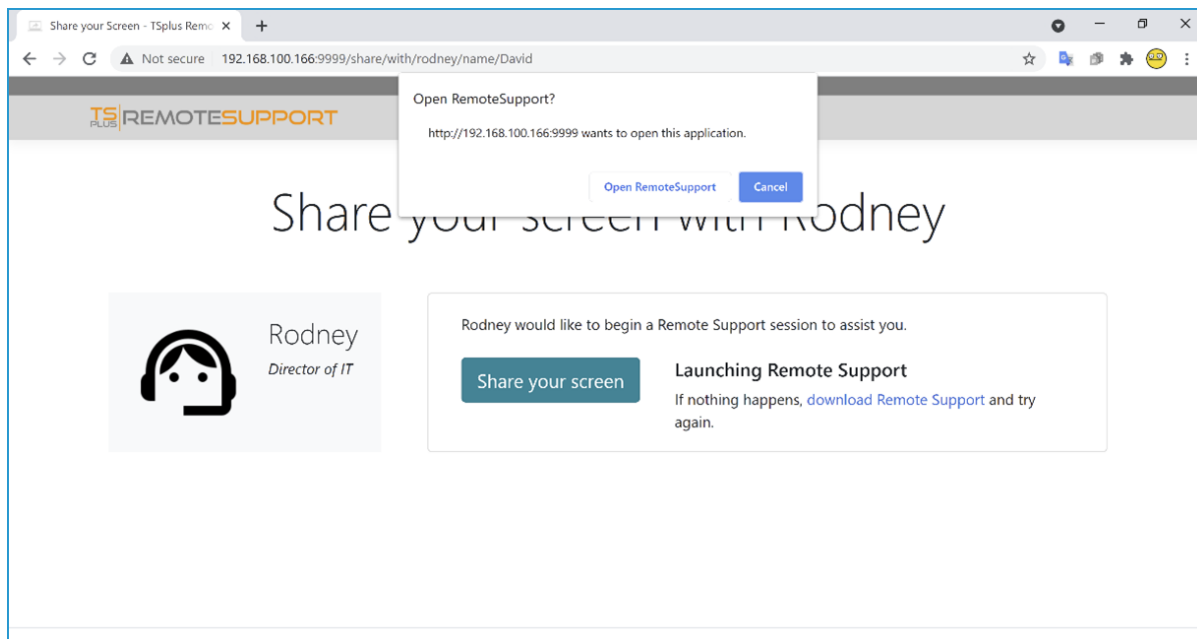 Share your Screen - TSplus Remo
Not secure 192.168.100.166:9999/share/with/rodney/name/David
TS PLUS REMOTESUPPORT
Open RemoteSupport?
http://192.168.100.166:9999 wants to open this application.
Open RemoteSupport Cancel
Share your screen with Rodney
Rodney
Director of IT
Rodney would like to begin a Remote Support session to assist you.
Share your screen
Launching Remote Support
If nothing happens, download Remote Support and try
again.